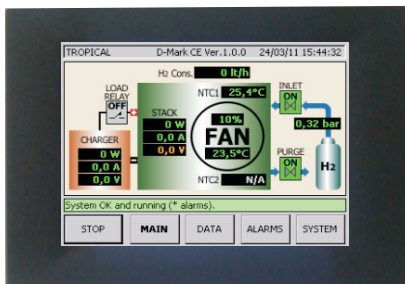 TROPICAL D-Mark CE Ver.1.0.0 24/03/11 15:44:32
H2 Cons. 0 lt/h
LOAD RELAY
OFF
NTC1 25,4°C
INLET
ON
STACK
0 W
0,0 A
0,0 V
10%
FAN
23,5°C
0,32 bar
CHARGER
0 W
0,0 A
0,0 V
PURGE
ON
H2
NTC2 N/A
System OK and running (* alarms).
STOP MAIN DATA ALARMS SYSTEM